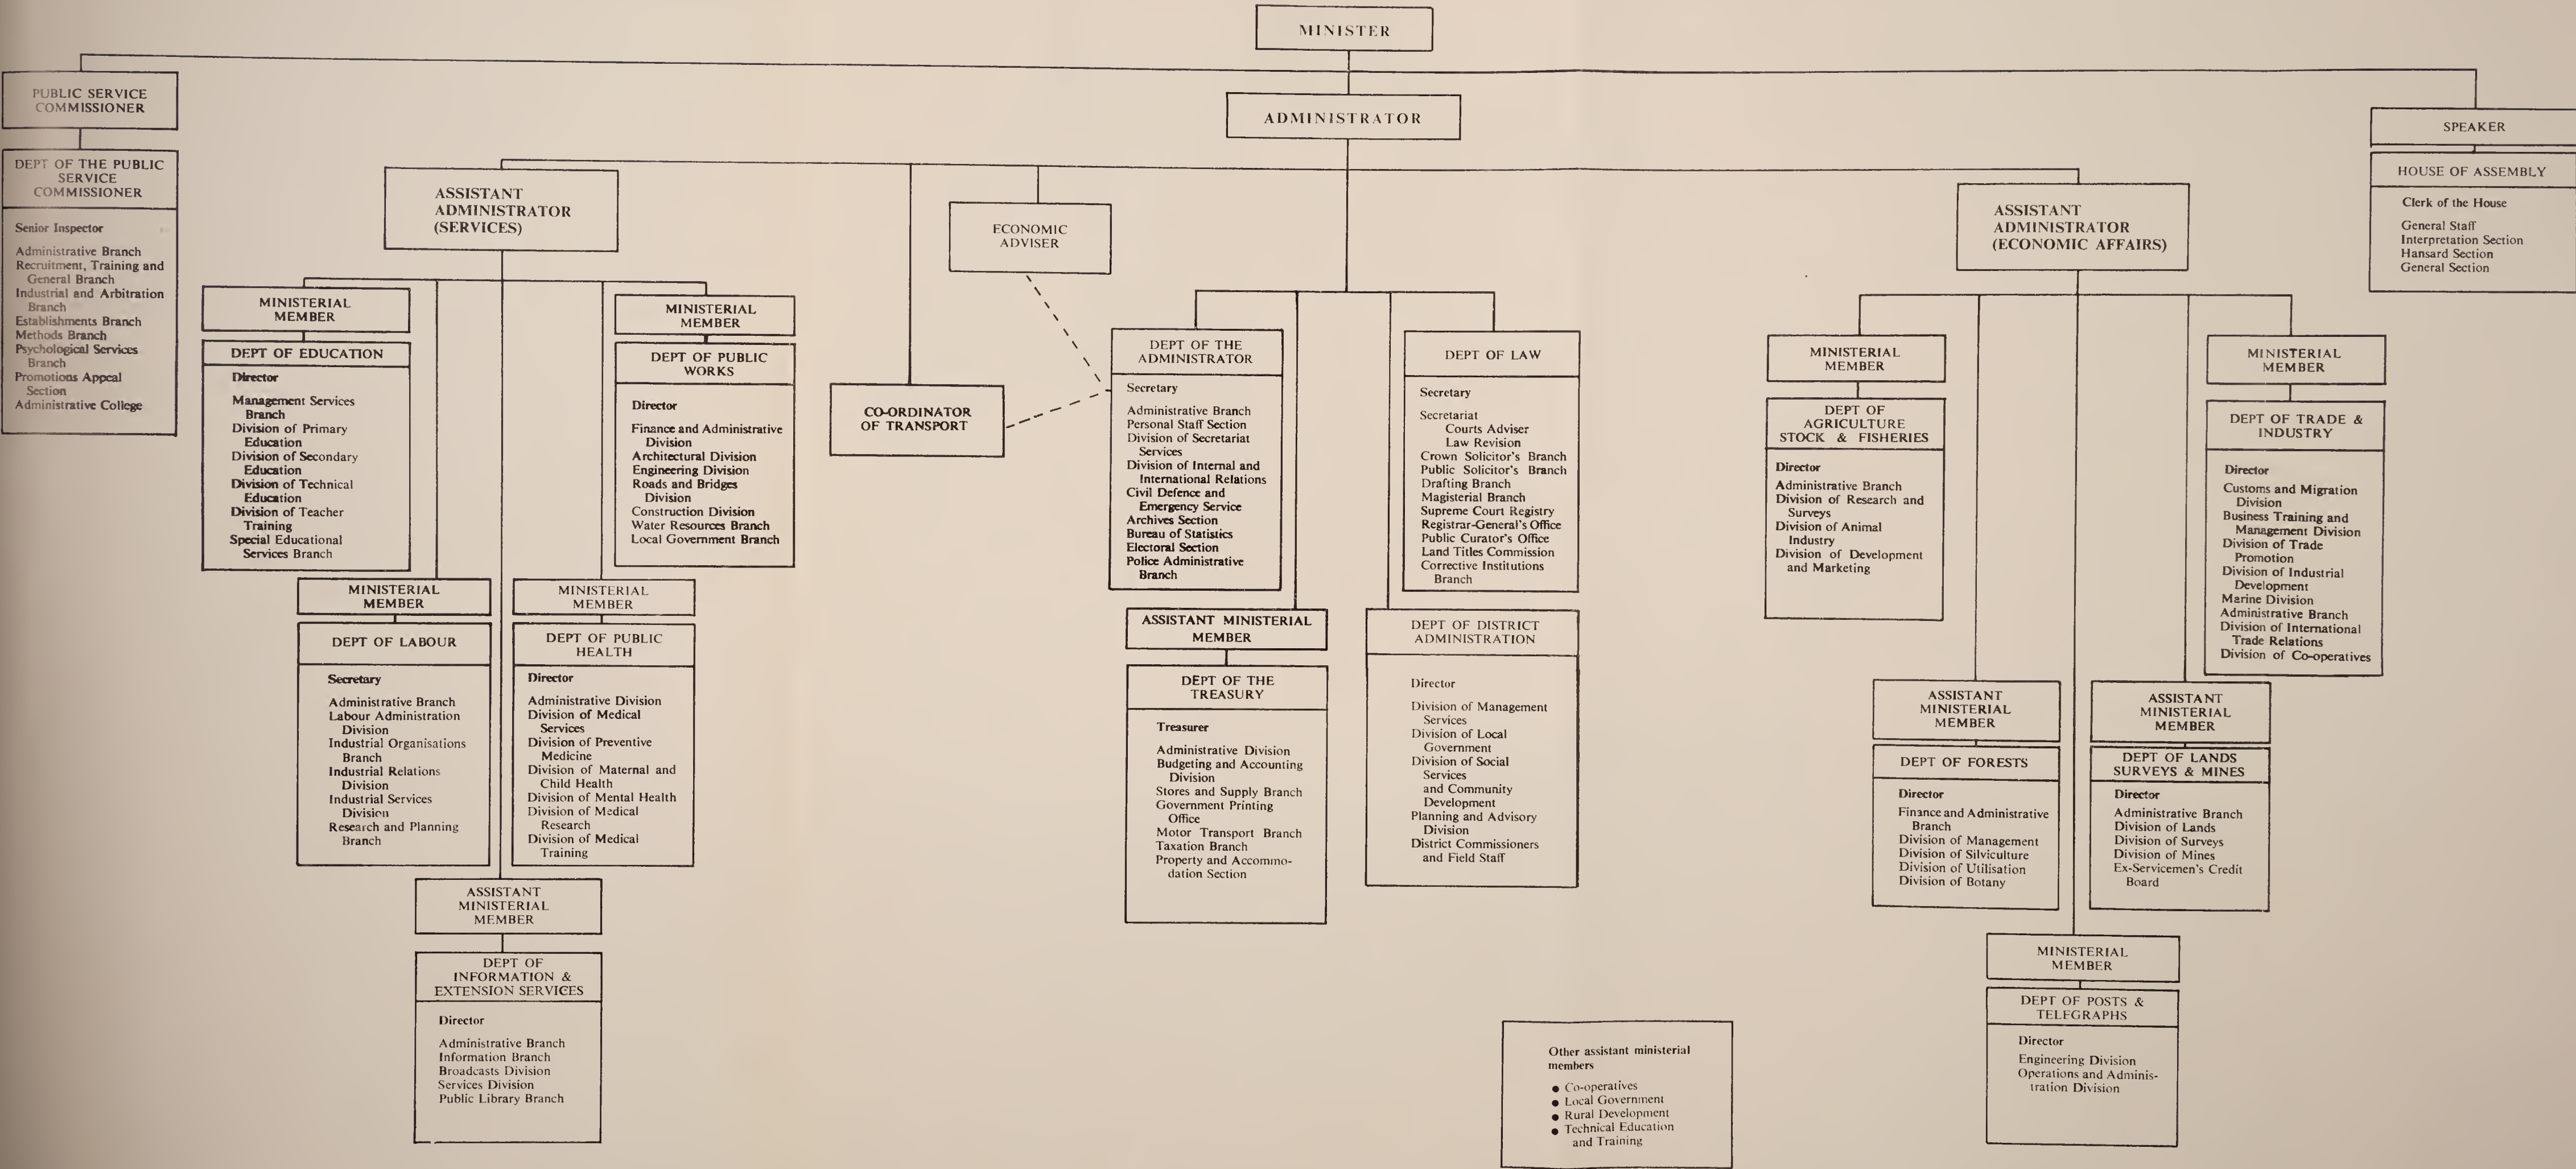 MINISTER
ADMINISTRATOR
PUBLIC SERVICE
COMMISSIONER
DEPT OF THE PUBLIC
SERVICE
COMMISSIONER
Senior Inspector
Administrative Branch
Recruitment, Training and
General Branch
Industrial and Arbitration
Branch
Establishments Branch
Methods Branch
Psychological Services
Branch
Promotions Appeal
Section
Administrative College
ASSISTANT
ADMINISTRATOR
(SERVICES)
MINISTERIAL
MEMBER
DEPT OF EDUCATION
Director
Management Services
Branch
Division of Primary
Education
Division of Secondary
Education
Division of Technical
Education
Division of Teacher
Training
Special Educational
Services Branch
MINISTERIAL
MEMBER
DEPT OF PUBLIC
WORKS
Director
Finance and Administrative
Division
Architectural Division
Engineering Division
Roads and Bridges
Division
Construction Division
Water Resources Branch
Local Government Branch
MINISTERIAL
MEMBER
DEPT OF LABOUR
Secretary
Administrative Branch
Labour Administration
Division
Industrial Organisations
Branch
Industrial Relations
Division
Industrial Services
Division
Research and Planning
Branch
MINISTERIAL
MEMBER
DEPT OF PUBLIC
HEALTH
Director
Administrative Division
Division of Medical
Services
Division of Preventive
Medicine
Division of Maternal and
Child Health
Division of Mental Health
Division of Medical
Research
Division of Medical
Training
ASSISTANT
MINISTERIAL
MEMBER
DEPT OF
INFORMATION &
EXTENSION SERVICES
Director
Administrative Branch
Information Branch
Broadcasts Division
Services Division
Public Library Branch
CO-ORDINATOR
OF TRANSPORT
ECONOMIC
ADVISER
DEPT OF THE
ADMINISTRATOR
Secretary
Administrative Branch
Personal Staff Section
Division of Secretariat
Services
Division of Internal and
International Relations
Civil Defence and
Emergency Service
Archives Section
Bureau of Statistics
Electoral Section
Police Administrative
Branch
DEPT OF LAW
Secretary
Secretariat
Courts Adviser
Law Revision
Crown Solicitor's Branch
Public Solicitor's Branch
Drafting Branch
Magisterial Branch
Supreme Court Registry
Registrar-General's Office
Public Curator's Office
Land Titles Commission
Corrective Institutions
Branch
ASSISTANT MINISTERIAL
MEMBER
DEPT OF THE
TREASURY
Treasurer
Administrative Division
Budgeting and Accounting
Division
Stores and Supply Branch
Government Printing
Office
Motor Transport Branch
Taxation Branch
Property and Accommo-
dation Section
DEPT OF DISTRICT
ADMINISTRATION
Director
Division of Management
Services
Division of Local
Government
Division of Social
Services
and Community
Development
Planning and Advisory
Division
District Commissioners
and Field Staff
ASSISTANT
ADMINISTRATOR
(ECONOMIC AFFAIRS)
MINISTERIAL
MEMBER
DEPT OF
AGRICULTURE
STOCK & FISHERIES
Director
Administrative Branch
Division of Research and
Surveys
Division of Animal
Industry
Division of Development
and Marketing
MINISTERIAL
MEMBER
DEPT OF TRADE &
INDUSTRY
Director
Customs and Migration
Division
Business Training and
Management Division
Division of Trade
Promotion
Division of Industrial
Development
Marine Division
Administrative Branch
Division of International
Trade Relations
Division of Co-operatives
ASSISTANT
MINISTERIAL
MEMBER
DEPT OF FORESTS
Director
Finance and Administrative
Branch
Division of Management
Division of Silviculture
Division of Utilisation
Division of Botany
ASSISTANT
MINISTERIAL
MEMBER
DEPT OF LANDS
SURVEYS & MINES
Director
Administrative Branch
Division of Lands
Division of Surveys
Division of Mines
Ex-Servicemen's Credit
Board
MINISTERIAL
MEMBER
DEPT OF POSTS &
TELEGRAPHS
Director
Engineering Division
Operations and Adminis-
tration Division
SPEAKER
HOUSE OF ASSEMBLY
Clerk of the House
General Staff
Interpretation Section
Hansard Section
General Section
Other assistant ministerial
members
● Co-operatives
● Local Government
● Rural Development
● Technical Education
and Training